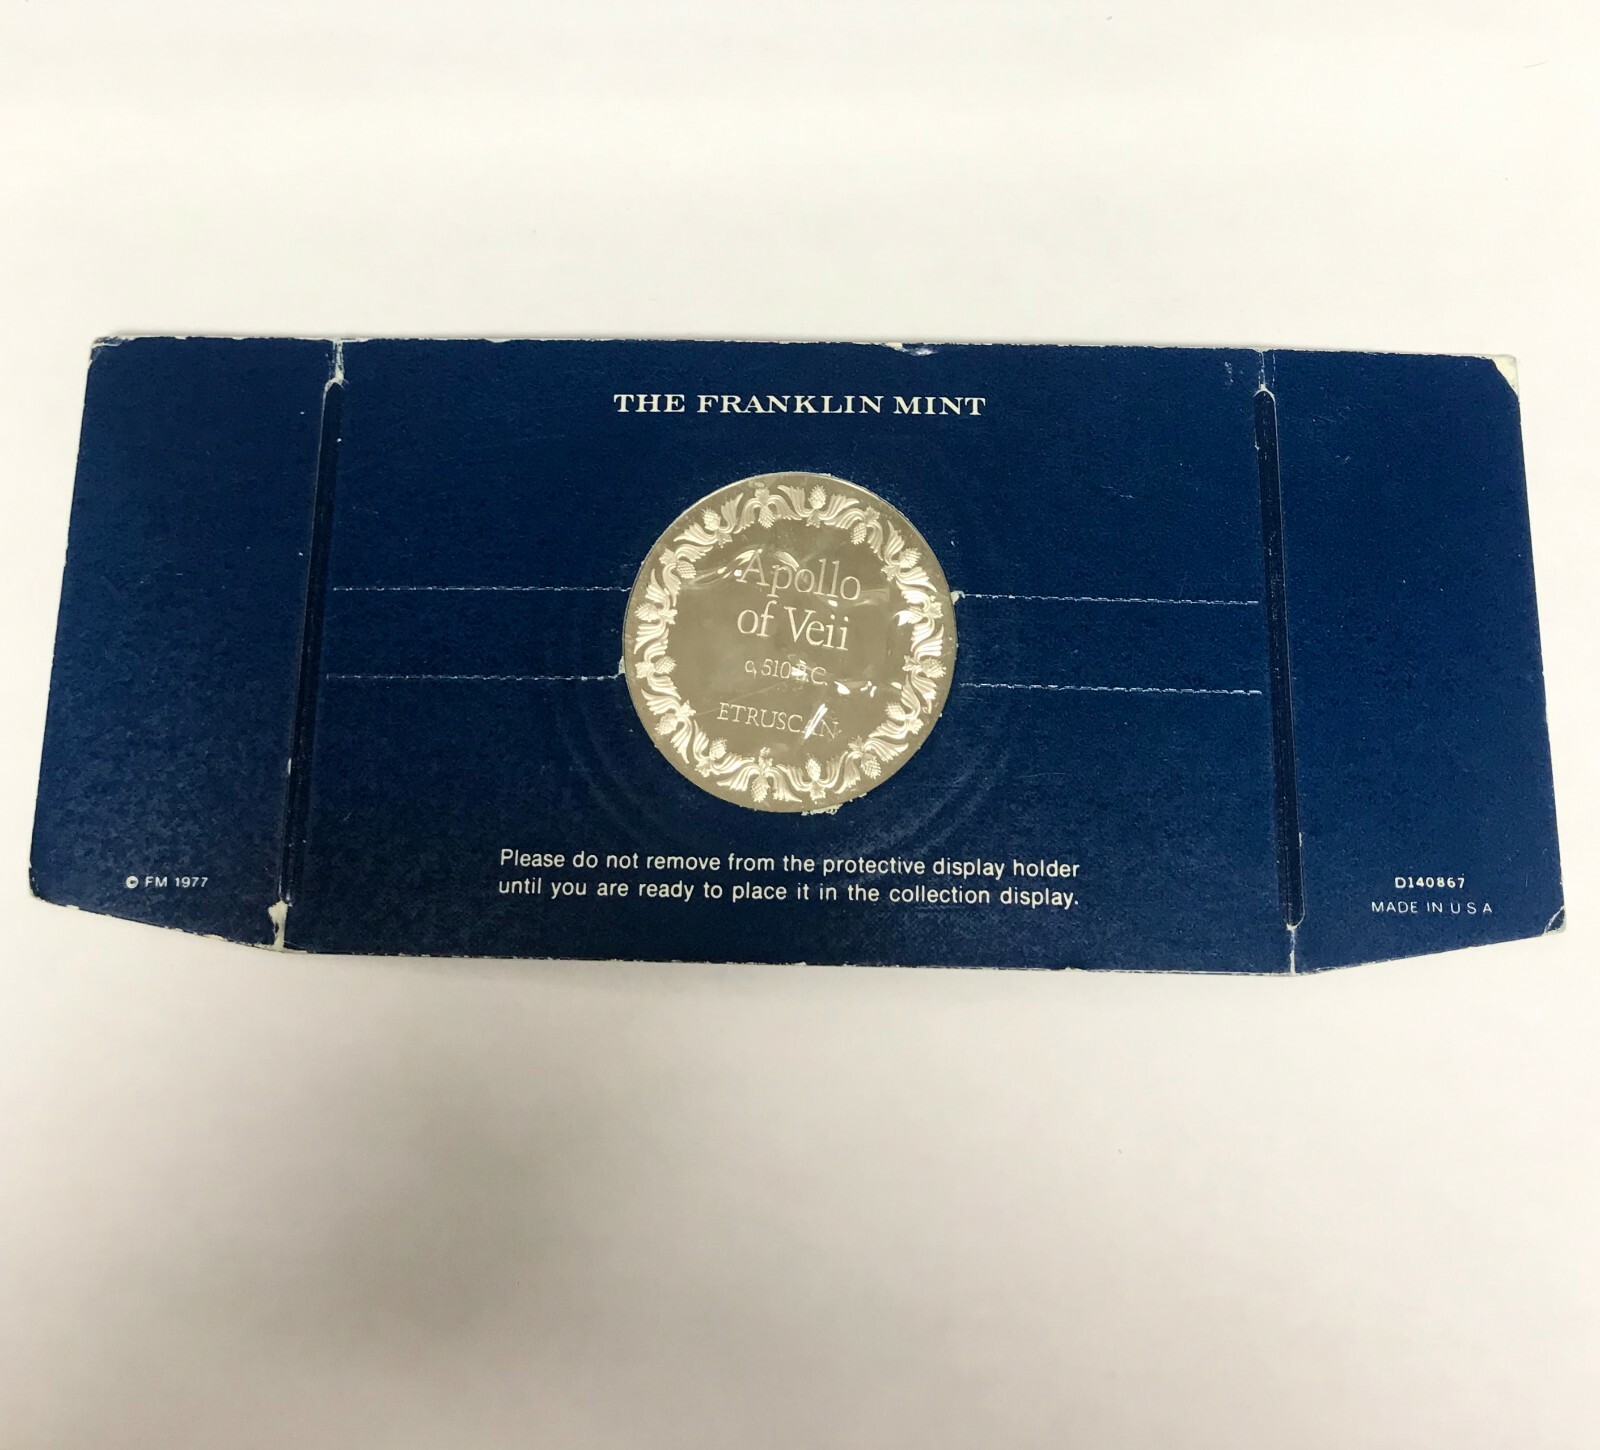 THE FRANKLIN MINT
Apollo
of Veii
c. 510 B.C.
ETRUSCAN
Please do not remove from the protective display holder
until you are ready to place it in the collection display.
© FM 1977
D140867
MADE IN U S A